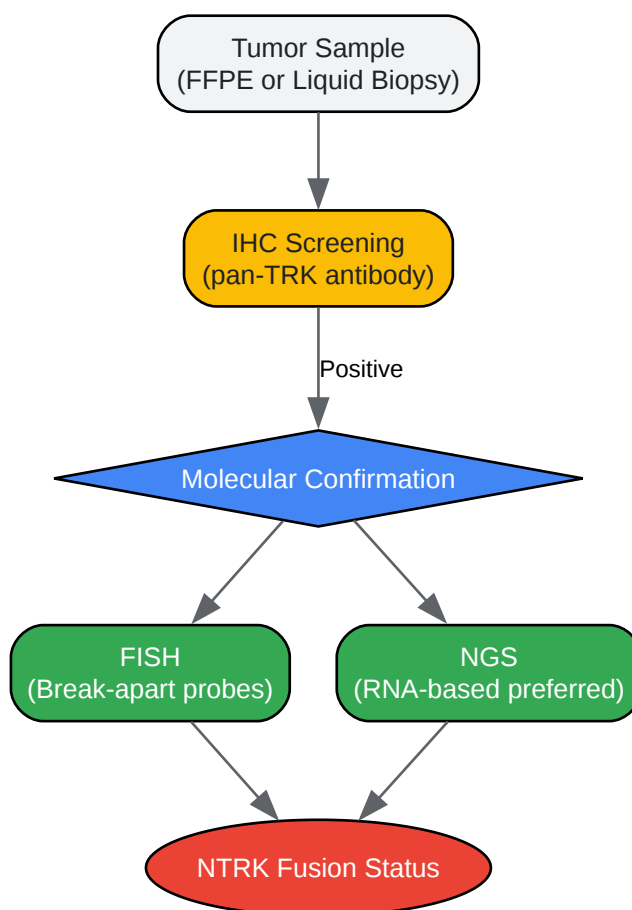 Tumor Sample
(FFPE or Liquid Biopsy)
IHC Screening
(pan-TRK antibody)
Positive
Molecular Confirmation
FISH
(Break-apart probes)
NGS
(RNA-based preferred)
NTRK Fusion Status